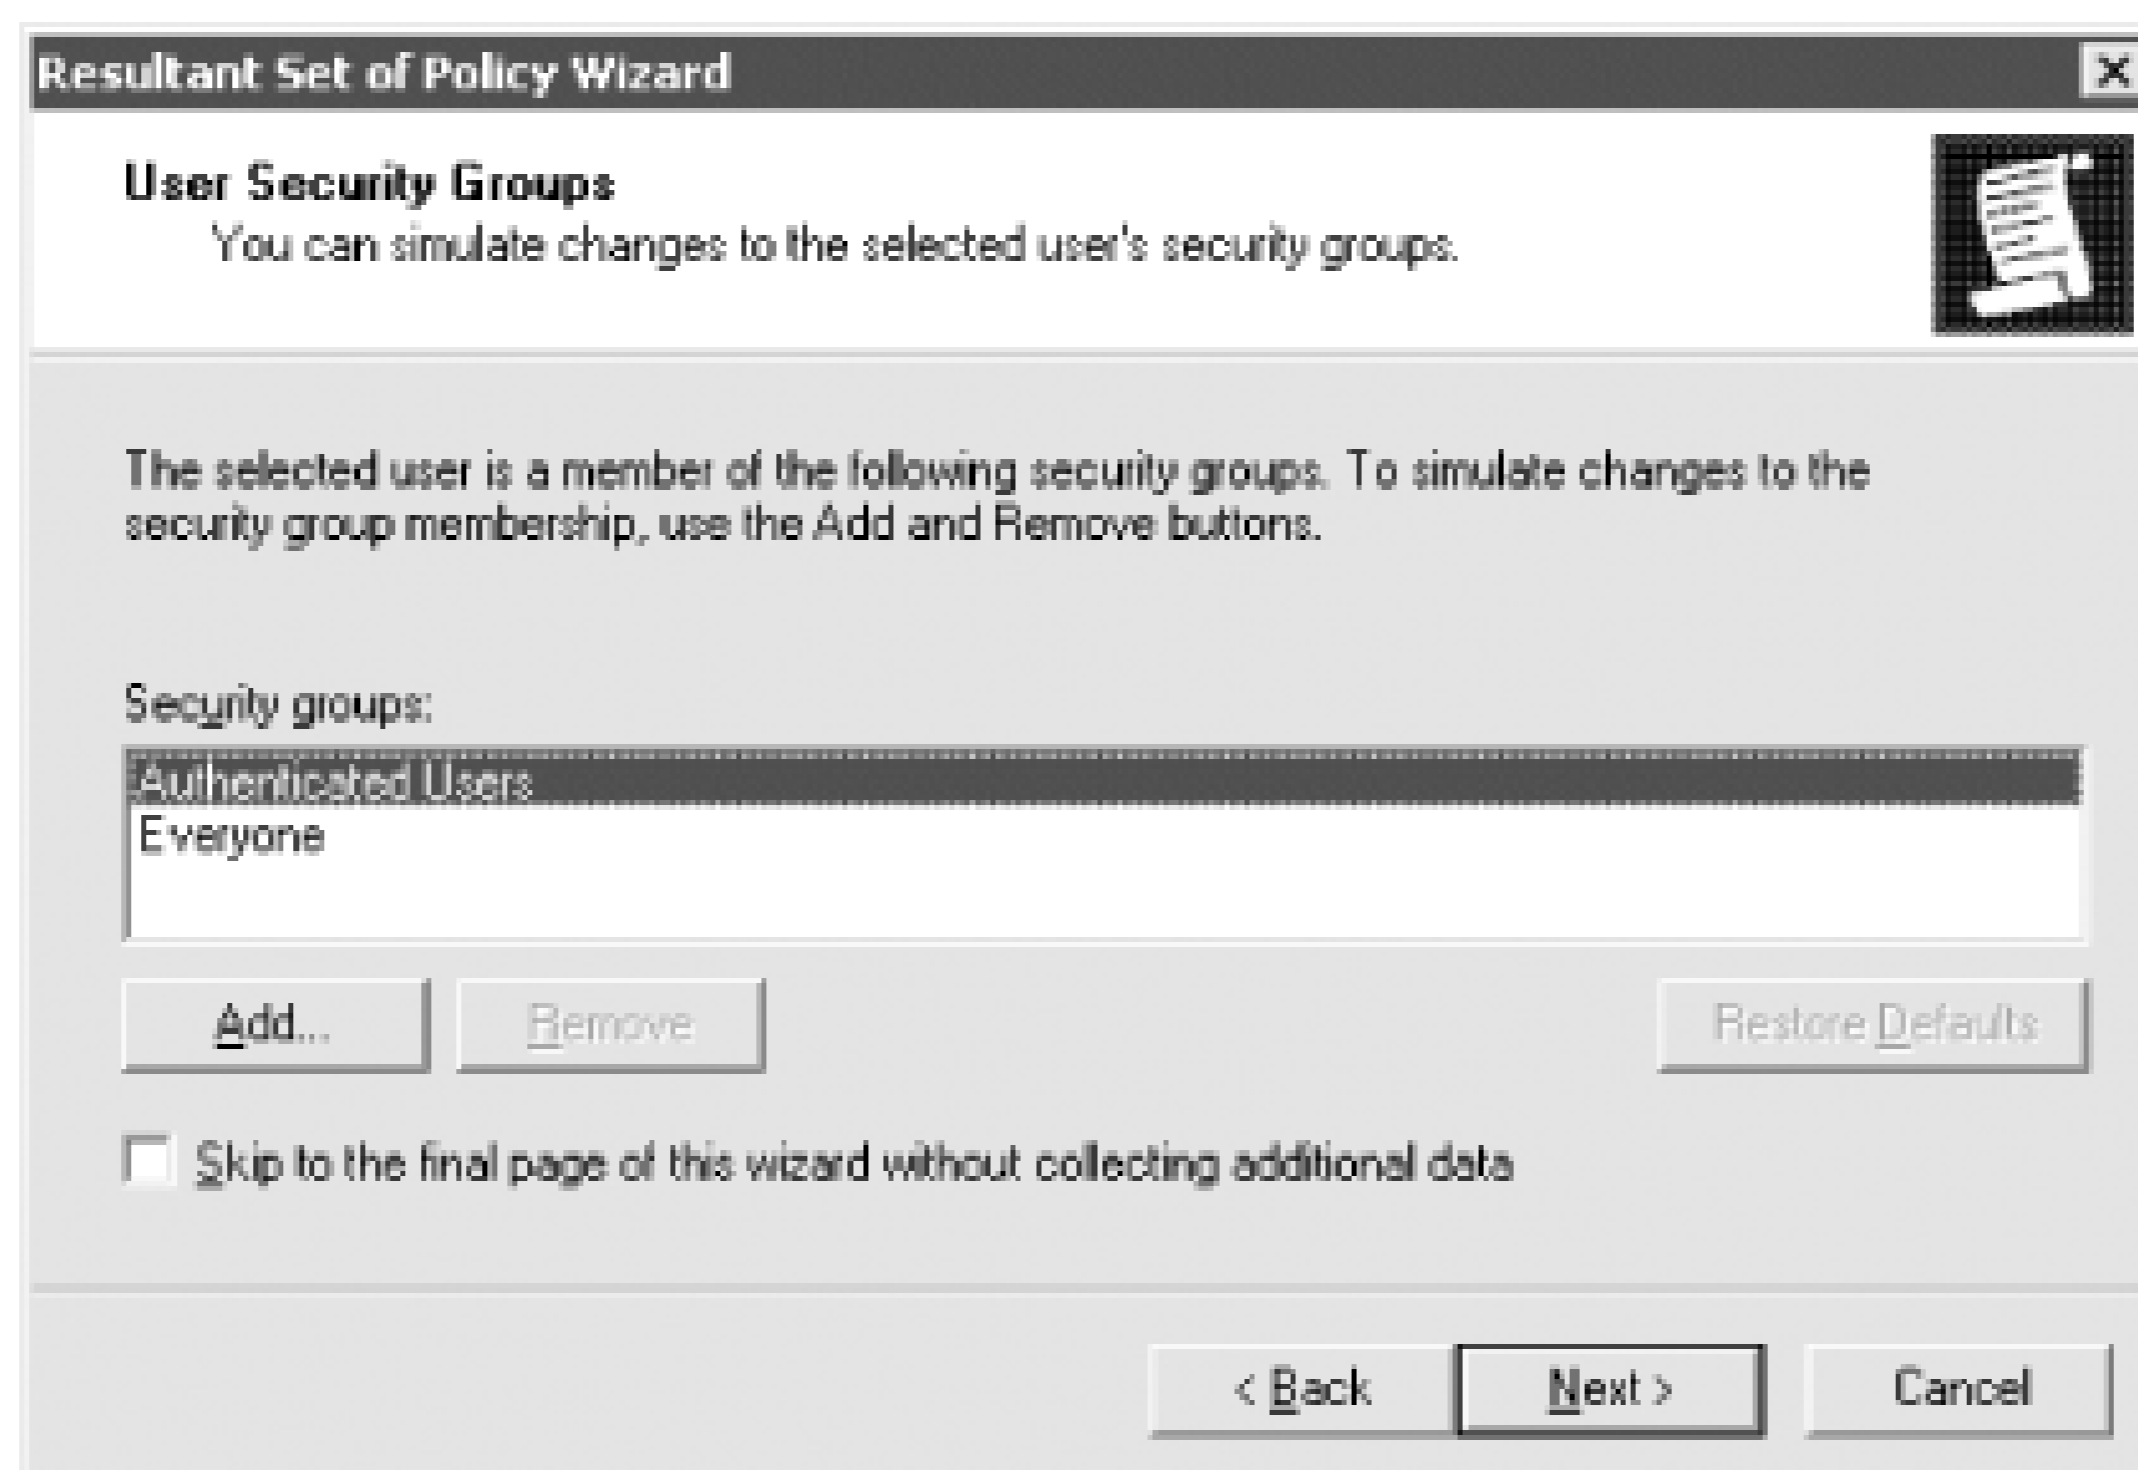 Resultant Set of Policy Wizard
User Security Groups
You can simulate changes to the selected user's security groups.
The selected user is a member of the following security groups. To simulate changes to the
security group membership, use the Add and Remove buttons.
Security groups:
Authenticated Users
Everyone
Add...
Remove
Restore Defaults
Skip to the final page of this wizard without collecting additional data
< Back
Next >
Cancel